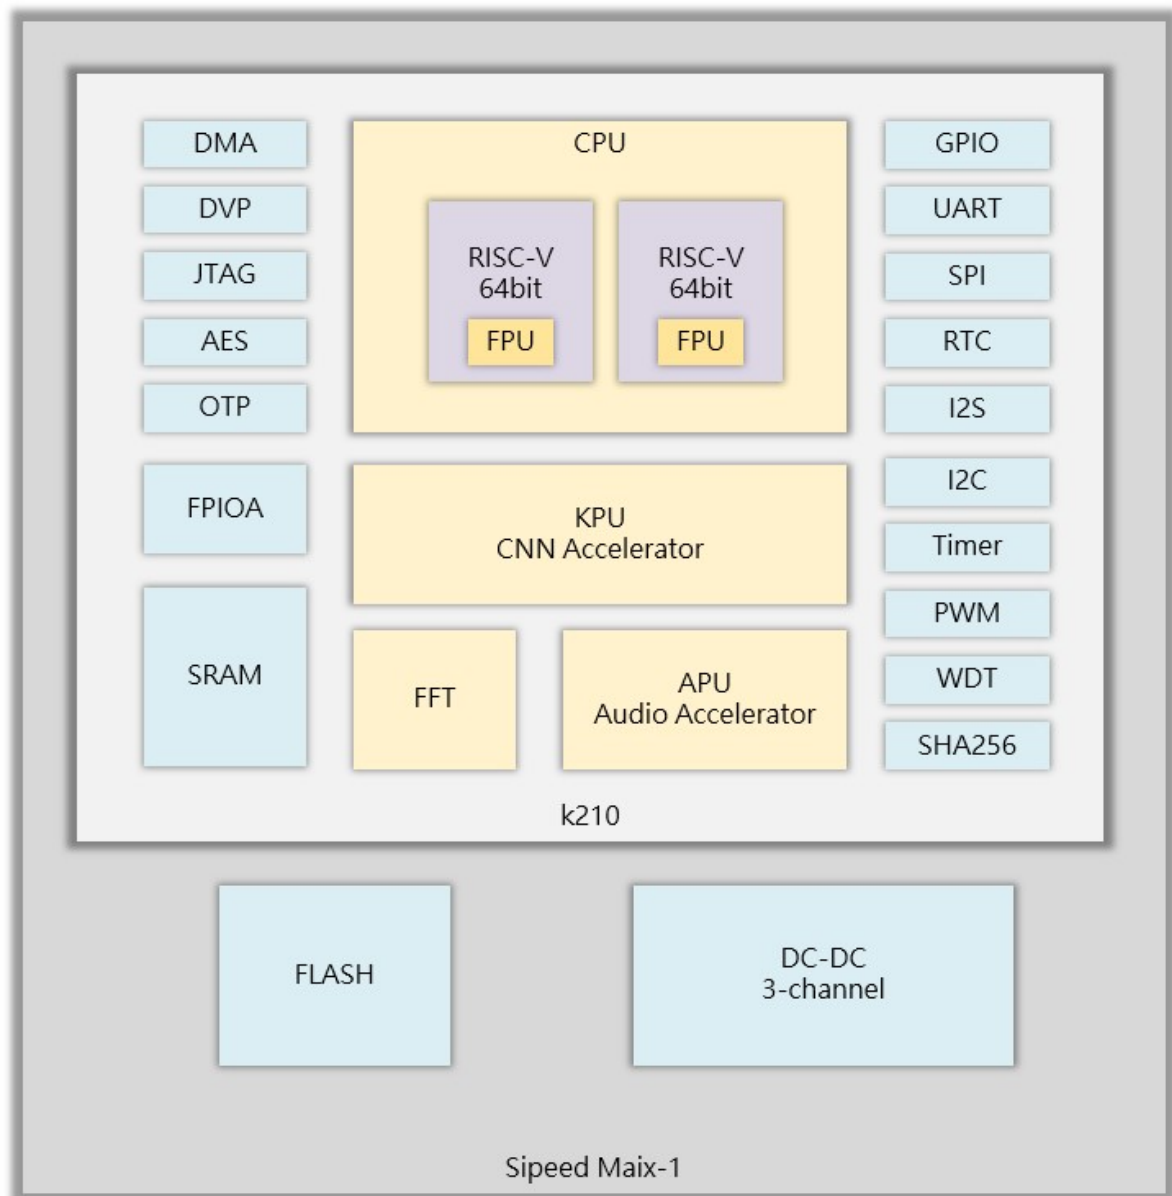 DMA
DVP
JTAG
AES
OTP
FPIOA
SRAM
CPU
RISC-V
64bit
FPU
RISC-V
64bit
FPU
KPU
CNN Accelerator
FFT
APU
Audio Accelerator
GPIO
UART
SPI
RTC
I2S
I2C
Timer
PWM
WDT
SHA256
k210
FLASH
DC-DC
3-channel
Sipeed Maix-1